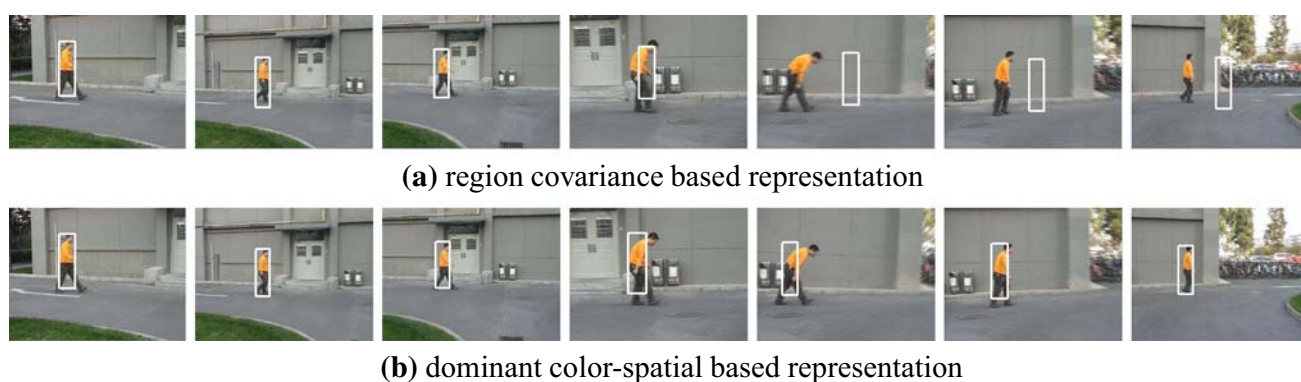 (a) region covariance based representation
(b) dominant color-spatial based representation